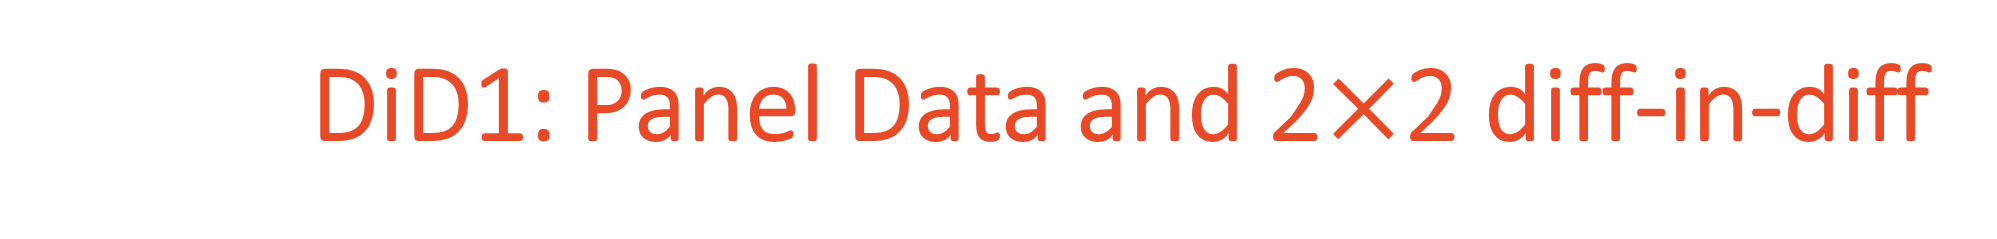 DiD1: Panel Data and 2×2 diff-in-diff